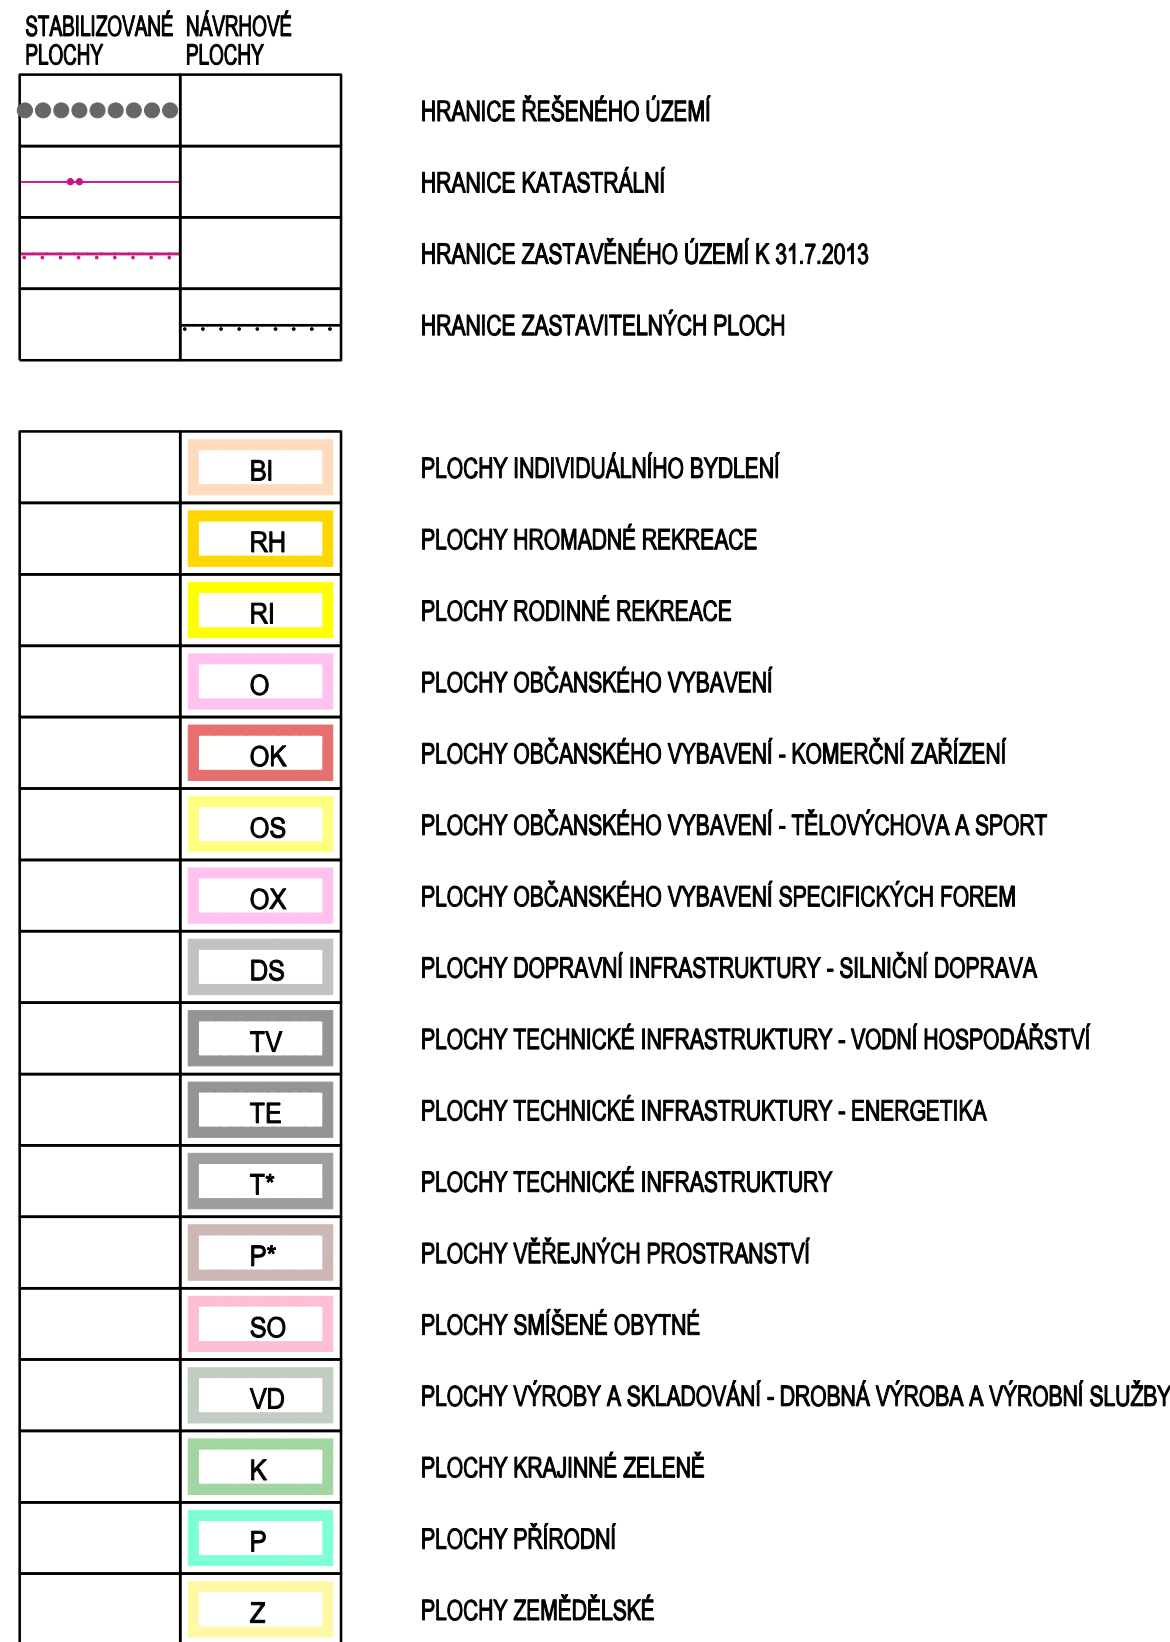 STABILIZOVANÉ NÁVRHOVÉ
PLOCHY PLOCHY
HRANICE ŘEŠENÉHO ÚZEMÍ
HRANICE KATASTRÁLNÍ
HRANICE ZASTAVĚNÉHO ÚZEMÍ K 31.7.2013
HRANICE ZASTAVITELNÝCH PLOCH
BI PLOCHY INDIVIDUÁLNÍHO BYDLENÍ
RH PLOCHY HROMADNÉ REKREACE
RI PLOCHY RODINNÉ REKREACE
O PLOCHY OBČANSKÉHO VYBAVENÍ
OK PLOCHY OBČANSKÉHO VYBAVENÍ - KOMERČNÍ ZAŘÍZENÍ
OS PLOCHY OBČANSKÉHO VYBAVENÍ - TĚLOVÝCHOVA A SPORT
OX PLOCHY OBČANSKÉHO VYBAVENÍ SPECIFICKÝCH FOREM
DS PLOCHY DOPRAVNÍ INFRASTRUKTURY - SILNIČNÍ DOPRAVA
TV PLOCHY TECHNICKÉ INFRASTRUKTURY - VODNÍ HOSPODÁŘSTVÍ
TE PLOCHY TECHNICKÉ INFRASTRUKTURY - ENERGETIKA
T* PLOCHY TECHNICKÉ INFRASTRUKTURY
P* PLOCHY VĚŘEJNÝCH PROSTRANSTVÍ
SO PLOCHY SMÍŠENÉ OBYTNÉ
VD PLOCHY VÝROBY A SKLADOVÁNÍ - DROBNÁ VÝROBA A VÝROBNÍ SLUŽBY
K PLOCHY KRAJINNÉ ZELENĚ
P PLOCHY PŘÍRODNÍ
Z PLOCHY ZEMĚDĚLSKÉ